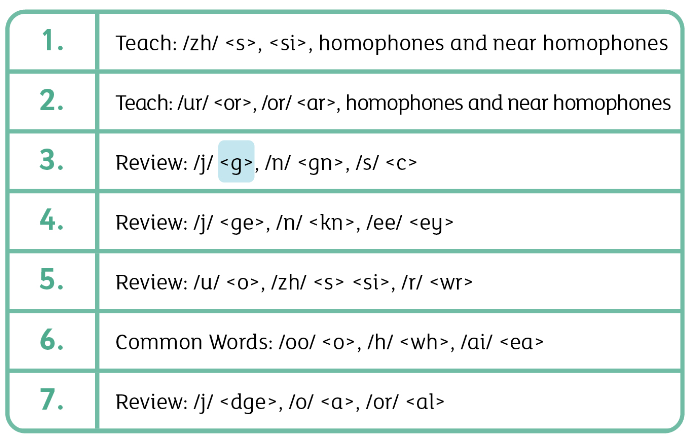 1. Teach: /zh/ <s>, <si>, homophones and near homophones
2. Teach: /ur/ <or>, /or/ <ar>, homophones and near homophones
3. Review: /j/ <g>, /n/ <gn>, /s/ <c>
4. Review: /j/ <ge>, /n/ <kn>, /ee/ <ey>
5. Review: /u/ <o>, /zh/ <s> <si>, /r/ <wr>
6. Common Words: /oo/ <o>, /h/ <wh>, /ai/ <ea>
7. Review: /j/ <dge>, /o/ <a>, /or/ <al>